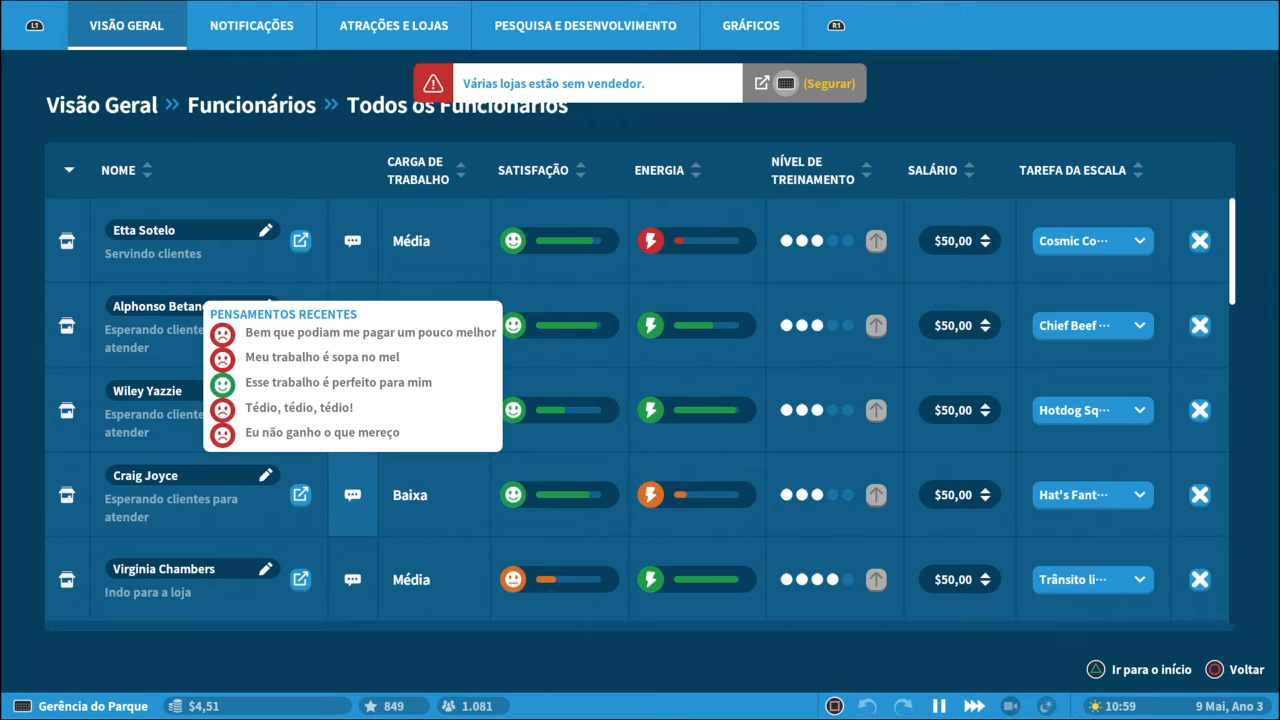 L1
VISÃO GERAL
NOTIFICAÇÕES
ATRAÇÕES E LOJAS
PESQUISA E DESENVOLVIMENTO
GRÁFICOS
R1
Várias lojas estão sem vendedor.
(Segurar)
Visão Geral » Funcionários » Todos os Funcionários
NOME
CARGA DE
TRABALHO
SATISFAÇÃO
ENERGIA
NÍVEL DE
TREINAMENTO
SALÁRIO
TAREFA DA ESCALA
Etta Sotelo
Servindo clientes
Média
$50,00
Cosmic Co···
Alphonso Betan
Esperando cliente
atender
$50,00
Chief Beef ···
PENSAMENTOS RECENTES
Bem que podiam me pagar um pouco melhor
Meu trabalho é sopa no mel
Esse trabalho é perfeito para mim
Tédio, tédio, tédio!
Eu não ganho o que mereço
Wiley Yazzie
Esperando cliente
atender
$50,00
Hotdog Sq···
Craig Joyce
Esperando clientes para
atender
Baixa
$50,00
Hat's Fant···
Virginia Chambers
Indo para a loja
Média
$50,00
Trânsito li···
Ir para o início
Voltar
Gerência do Parque
$4,51
849
1.081
10:59
9 Mai, Ano 3